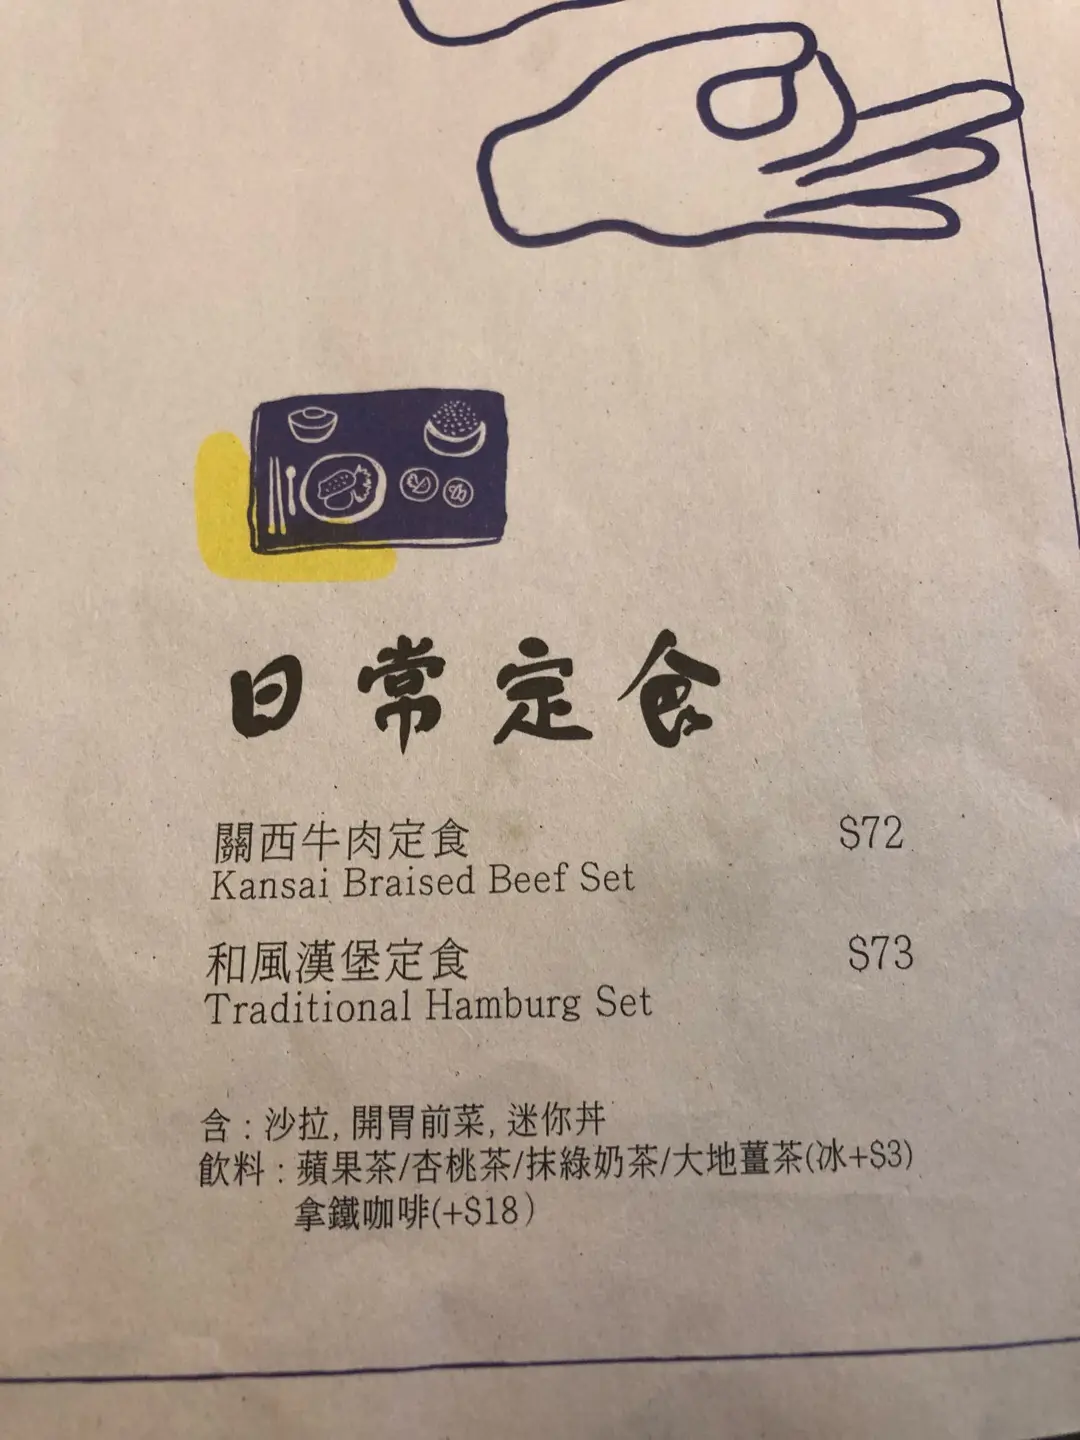 日常定食
關西牛肉定食 $72
Kansai Braised Beef Set
和風漢堡定食 $73
Traditional Hamburg Set
含 : 沙拉, 開胃前菜, 迷你丼
飲料 : 蘋果茶/杏桃茶/抹綠奶茶/大地薑茶(冰+$3)
拿鐵咖啡(+$18)